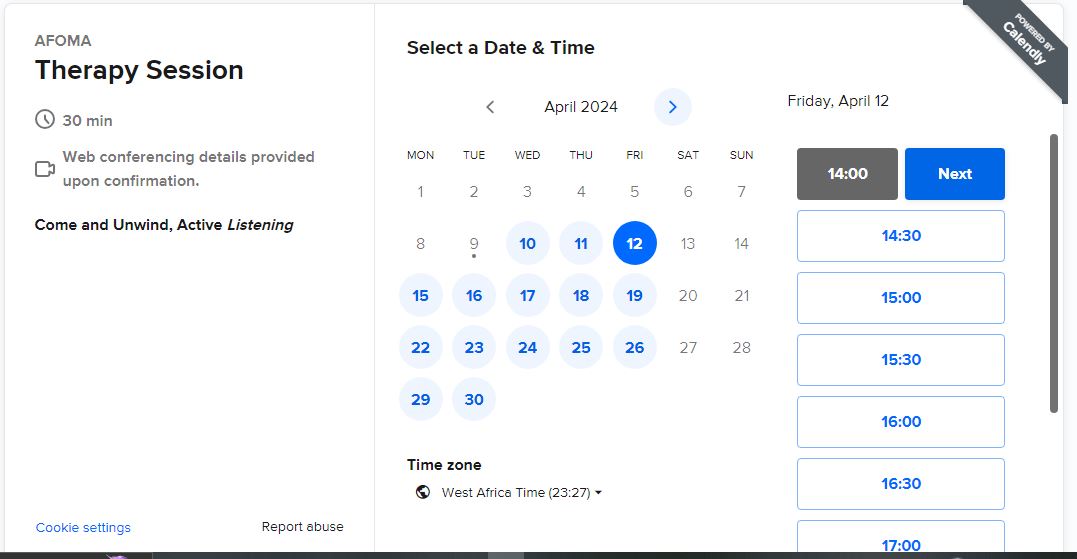 AFOMA
Therapy Session
30 min
Web conferencing details provided
upon confirmation.
Come and Unwind, Active Listening
Cookie settings
Report abuse
Select a Date & Time
April 2024
MON TUE WED THU FRI SAT SUN
1 2 3 4 5 6 7
8 9 10 11 12 13 14
15 16 17 18 19 20 21
22 23 24 25 26 27 28
29 30
Time zone
West Africa Time (23:27)
Friday, April 12
14:00 Next
14:30
15:00
15:30
16:00
16:30
17:00
POWERED BY
Calendly